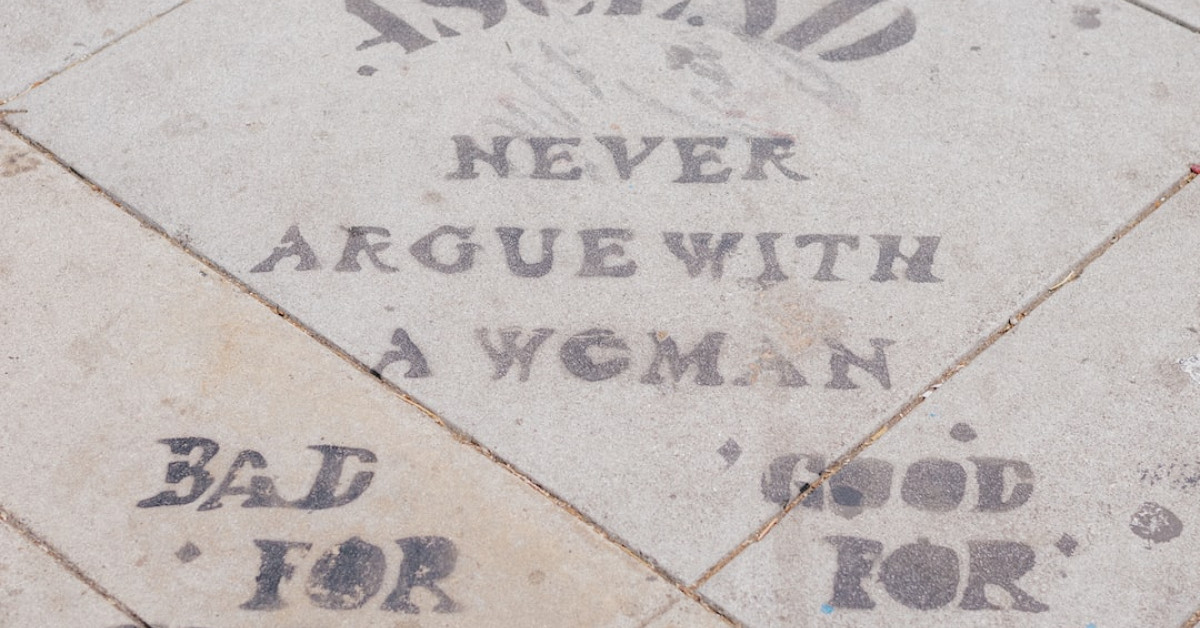 NEVER
ARGUE WITH
A WOMAN
BAD
FOR
GOOD
FOR